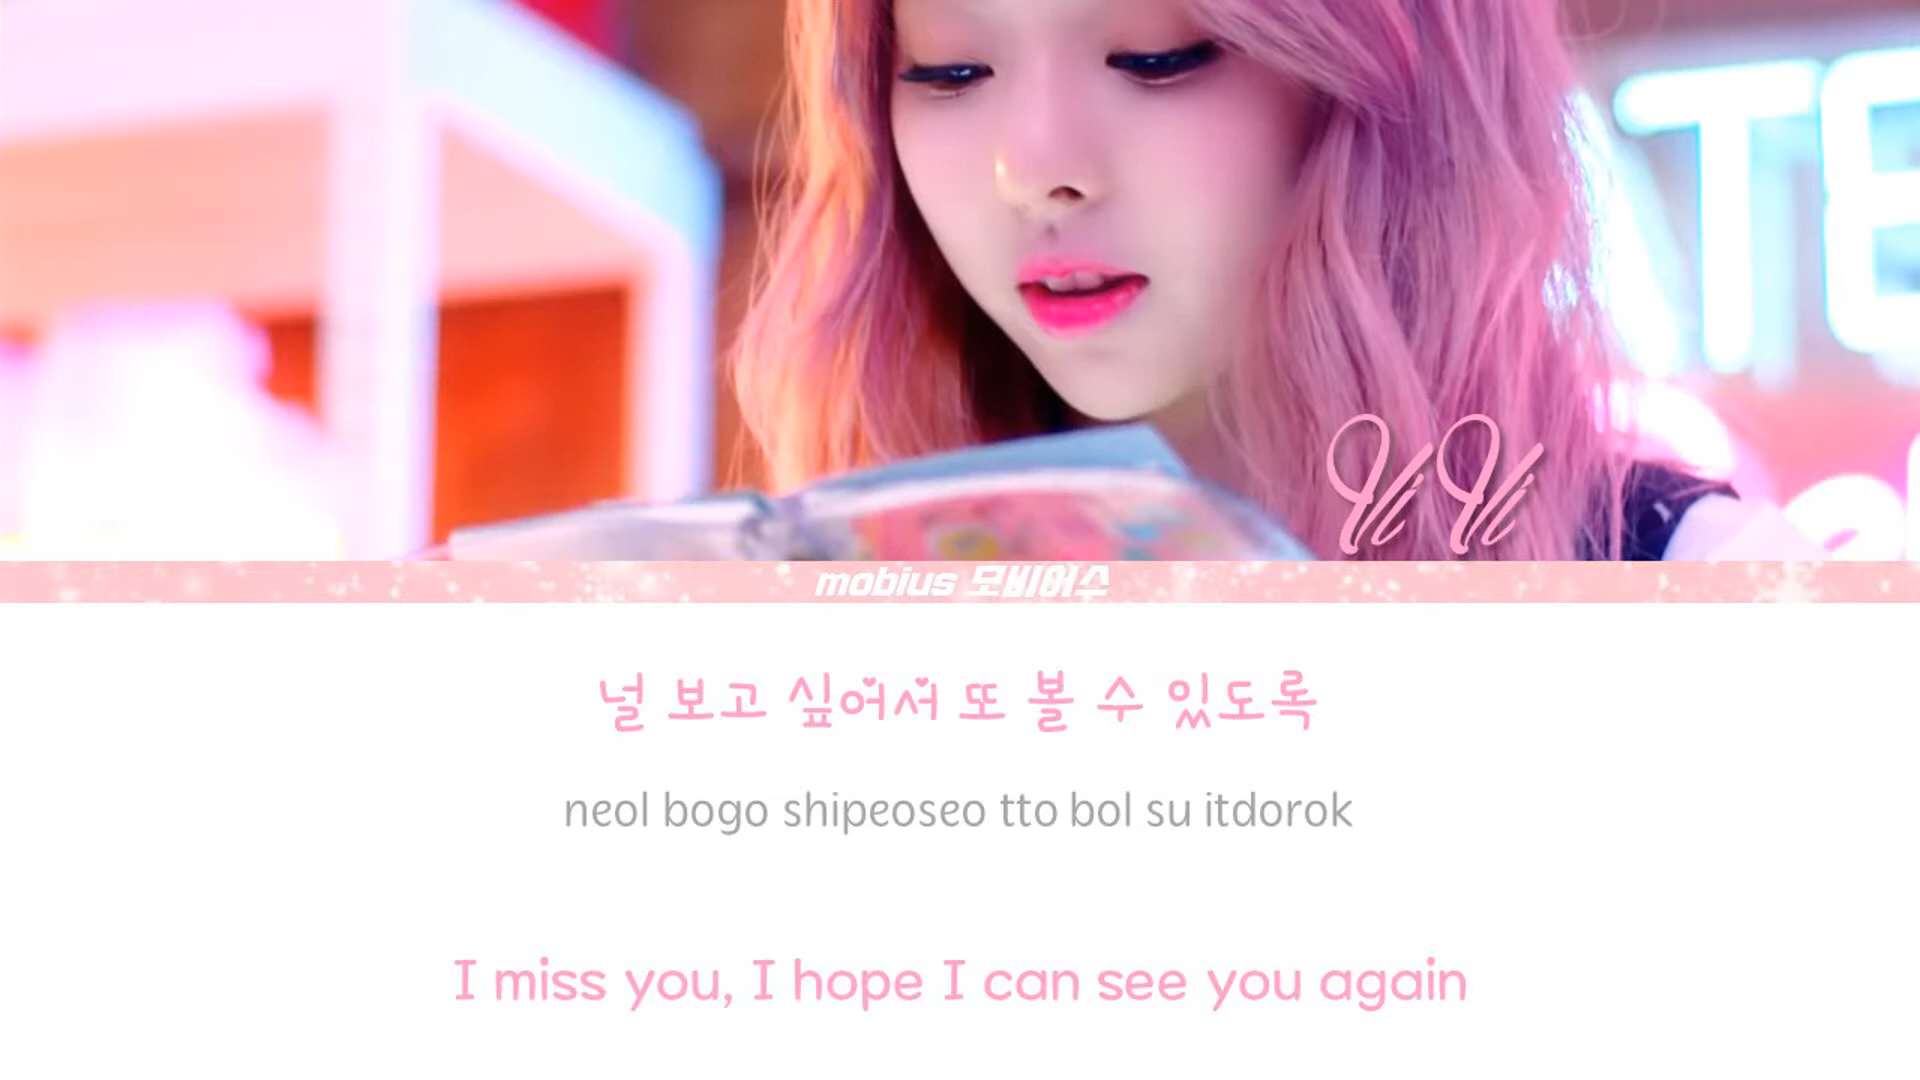 ATE
ViVi
mobius 모비어스
널 보고 싶어서 또 볼 수 있도록
neol bogo shipeoseo tto bol su itdorok
I miss you, I hope I can see you again